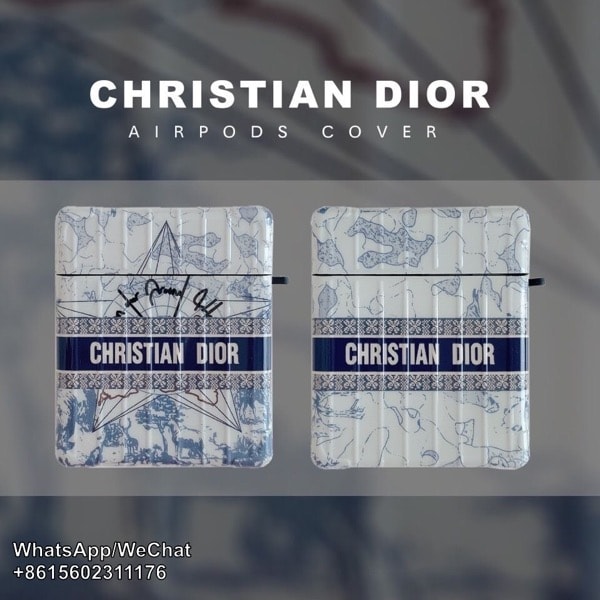 CHRISTIAN DIOR
AIRPODS COVER
CHRISTIAN DIOR
CHRISTIAN DIOR
WhatsApp/WeChat
+8615602311176